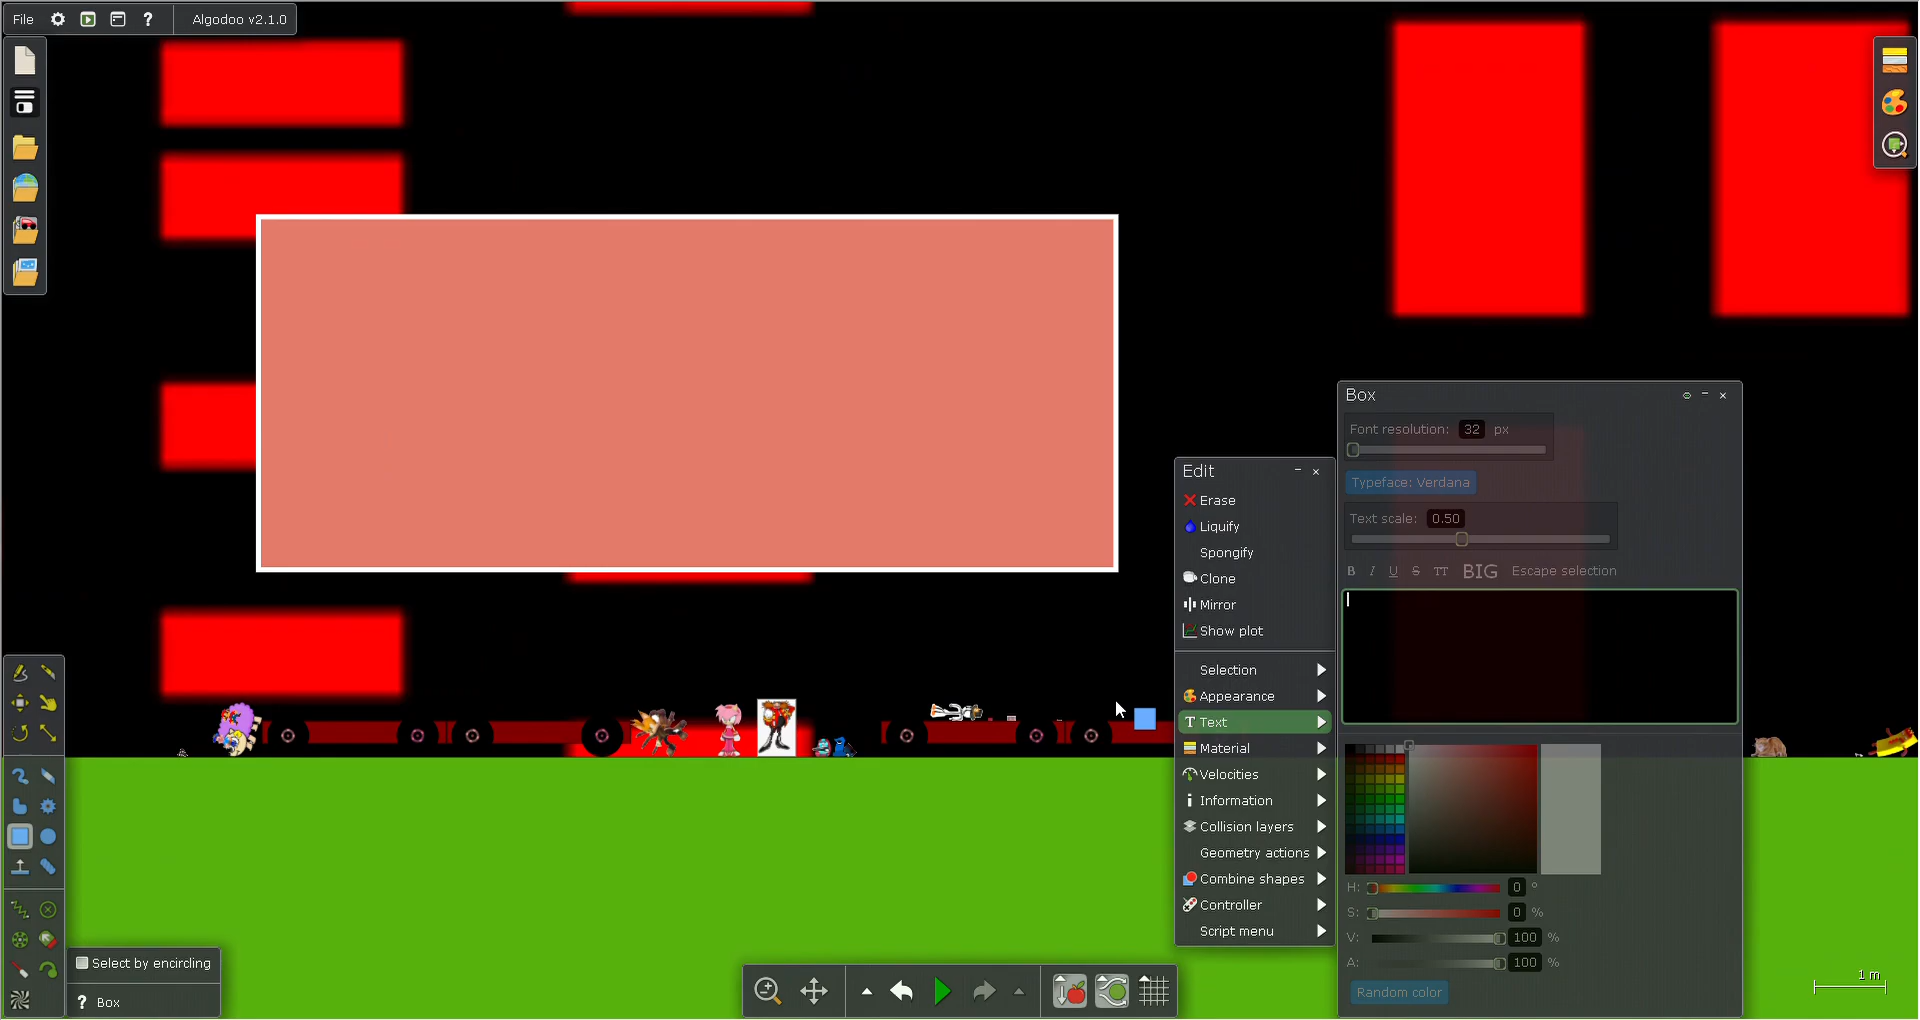 File ? Algodoo v2.1.0
Box
Font resolution: 32 px
Typeface: Verdana
Text scale: 0.50
B I U S TT BIG Escape selection
Edit
Erase
Liquify
Spongify
Clone
Mirror
Show plot
Selection
Appearance
T Text
Material
Velocities
Information
Collision layers
Geometry actions
Combine shapes
Controller
Script menu
H: 0 °
S: 0 %
V: 100 %
A: 100 %
Random color
Select by encircling
? Box
1 m